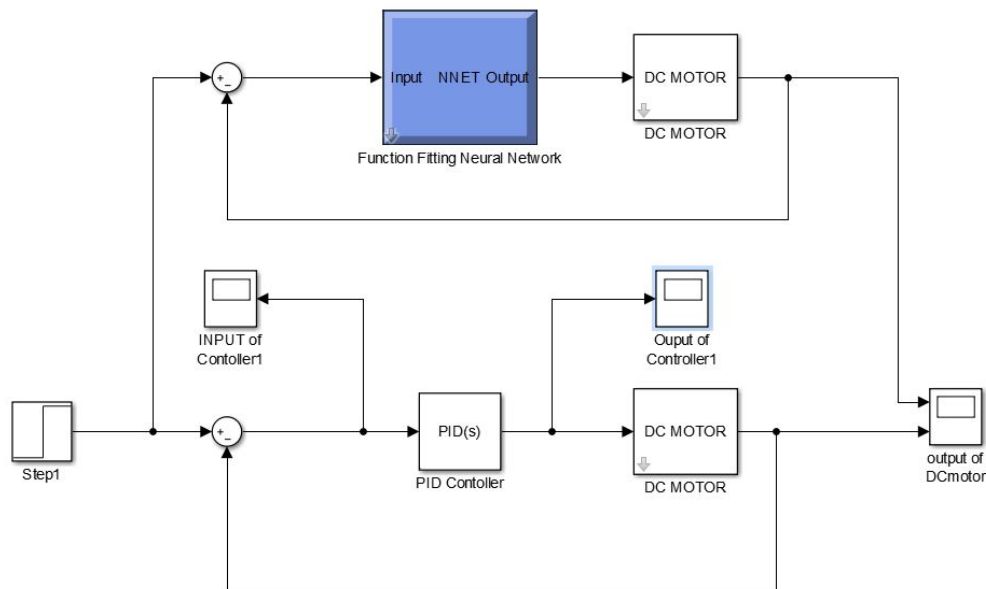 Input NNET Output
DC MOTOR
DC MOTOR
Function Fitting Neural Network
INPUT of
Contoller1
Ouput of
Controller1
Step1
PID(s)
PID Contoller
DC MOTOR
DC MOTOR
output of
DCmotor